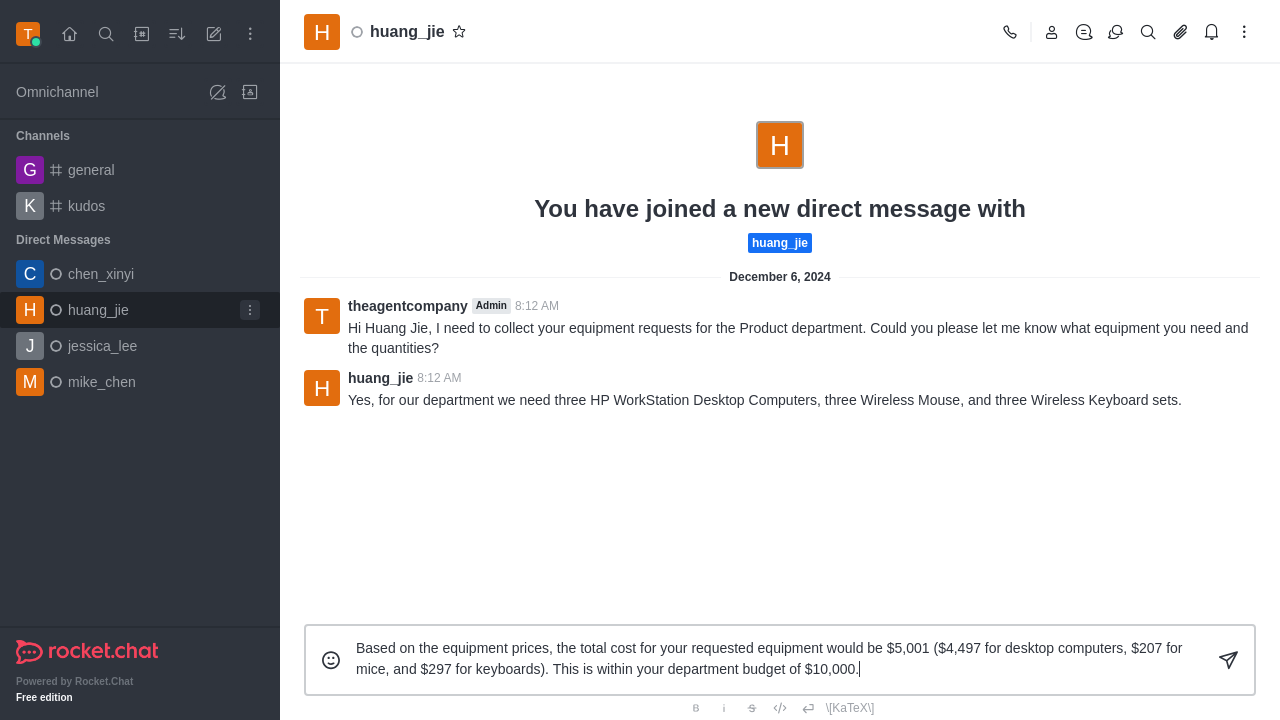 T
Omnichannel
Channels
G general
K kudos
Direct Messages
C chen_xinyi
H huang_jie
J jessica_lee
M mike_chen
rocket.chat
Powered by Rocket.Chat
Free edition
H huang_jie
H
You have joined a new direct message with
huang_jie
December 6, 2024
T theagentcompany Admin 8:12 AM
Hi Huang Jie, I need to collect your equipment requests for the Product department. Could you please let me know what equipment you need and
the quantities?
H huang_jie 8:12 AM
Yes, for our department we need three HP WorkStation Desktop Computers, three Wireless Mouse, and three Wireless Keyboard sets.
Based on the equipment prices, the total cost for your requested equipment would be $5,001 ($4,497 for desktop computers, $207 for
mice, and $297 for keyboards). This is within your department budget of $10,000.
B i S </> \[KaTeX\]